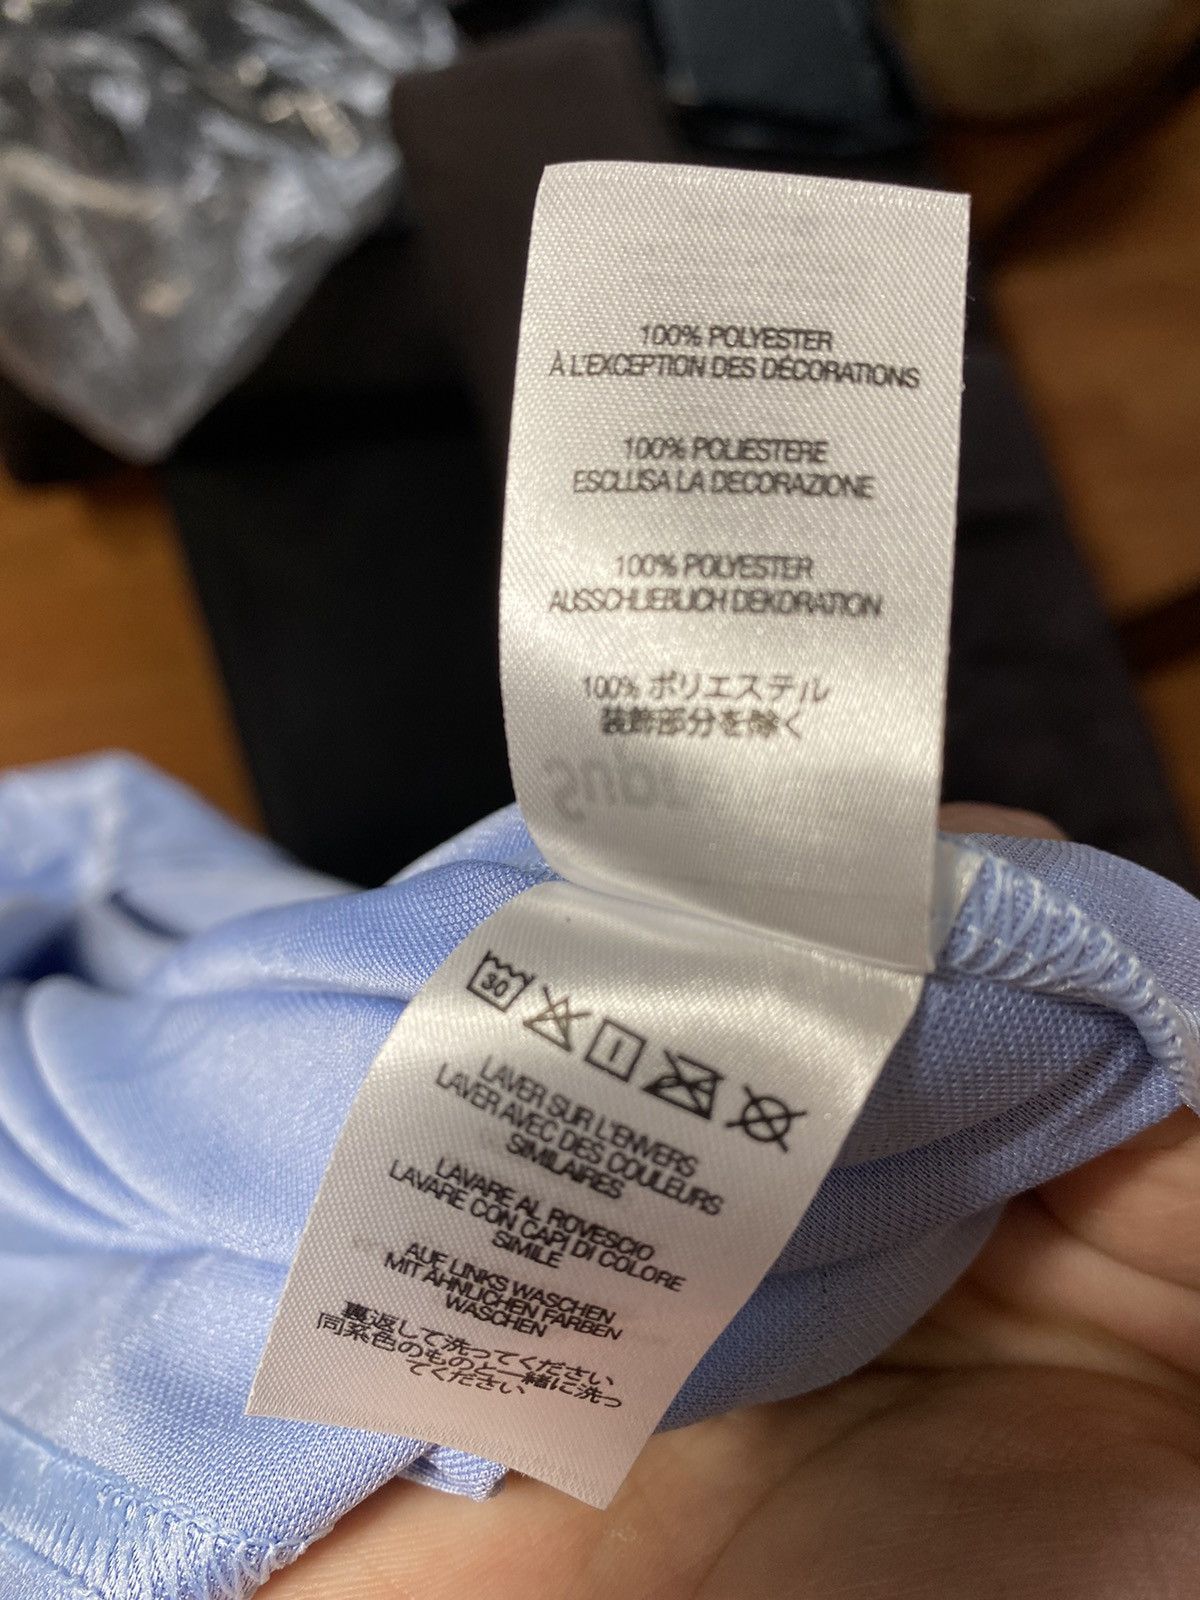 100% POLYESTER
À L'EXCEPTION DES DÉCORATIONS
100% POLIESTERE
ESCLUSA LA DECORAZIONE
100% POLYESTER
AUSSCHLIEBLICH DEKORATION
100% ポリエステル
装飾部分を除く
Supr
30
LAVER SUR L'ENVERS
LAVER AVEC DES COULEURS
SIMILAIRES
LAVARE AL ROVESCIO
LAVARE CON CAPI DI COLORE
SIMILE
AUF LINKS WASCHEN
MIT ÄHNLICHEN FARBEN
WASCHEN
裏返して洗ってください
同系色のものと一緒に洗っ
てください